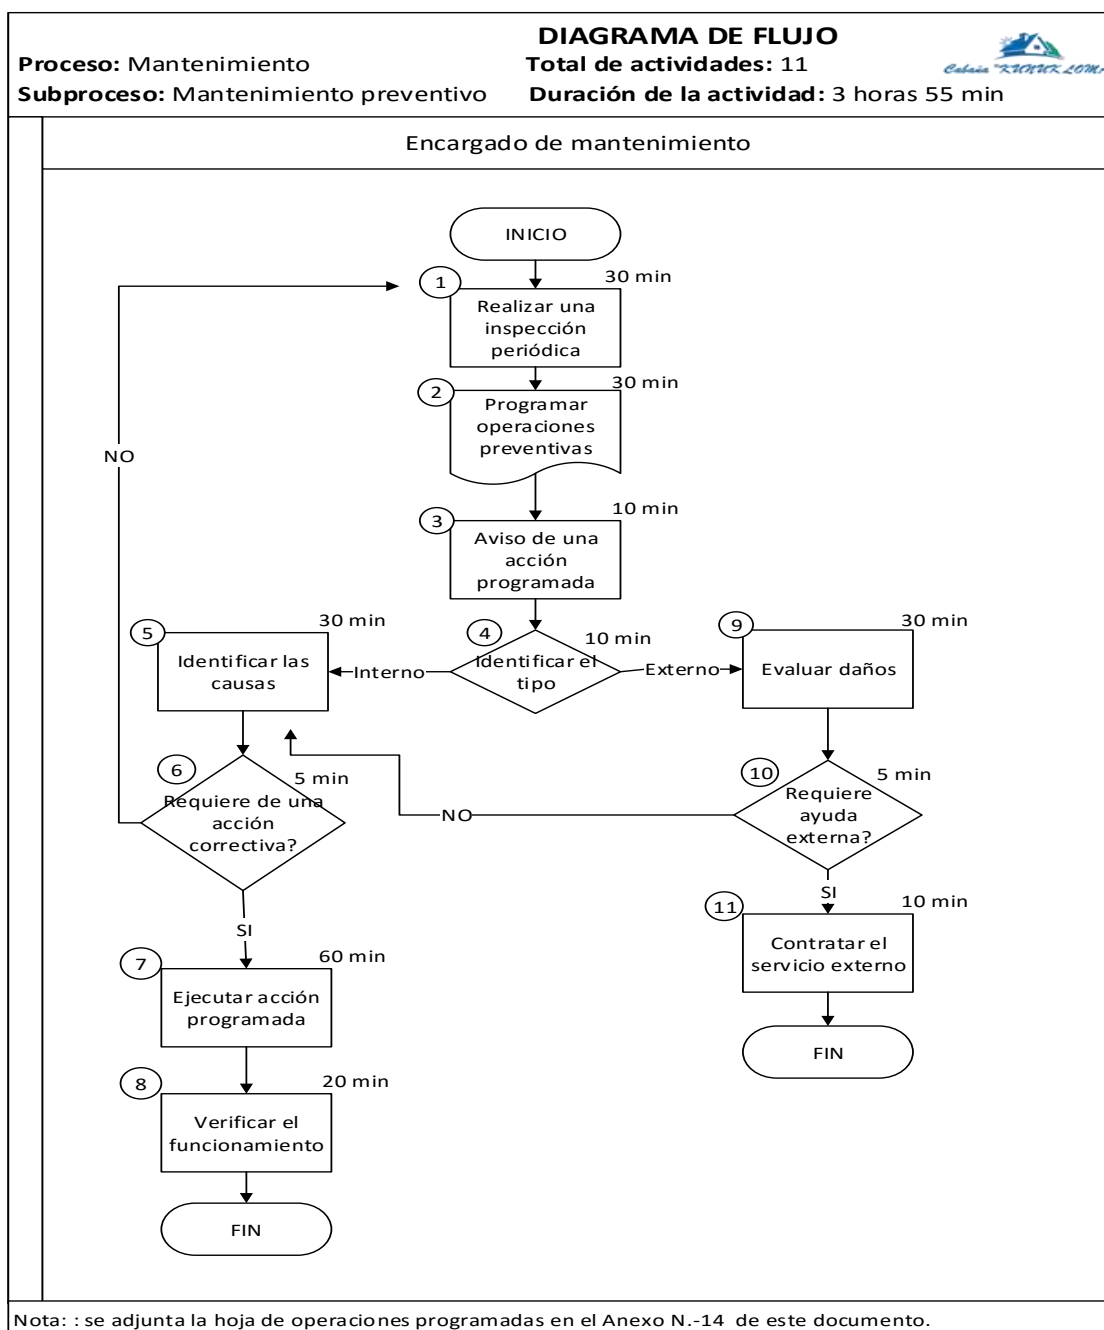 DIAGRAMA DE FLUJO
Proceso: Mantenimiento
Total de actividades: 11
Cabaña "KUNUK LOMA
Subproceso: Mantenimiento preventivo
Duración de la actividad: 3 horas 55 min
Encargado de mantenimiento
INICIO
1
30 min
Realizar una
inspección
periódica
2
30 min
Programar
operaciones
preventivas
NO
3
10 min
Aviso de una
acción
programada
5
30 min
Identificar las
causas
4
10 min
Identificar el
tipo
Interno
Externo
9
30 min
Evaluar daños
6
5 min
Requiere de una
acción
correctiva?
NO
10
5 min
Requiere
ayuda
externa?
SI
SI
11
10 min
Contratar el
servicio externo
7
60 min
Ejecutar acción
programada
FIN
8
20 min
Verificar el
funcionamiento
FIN
Nota: : se adjunta la hoja de operaciones programadas en el Anexo N.-14 de este documento.